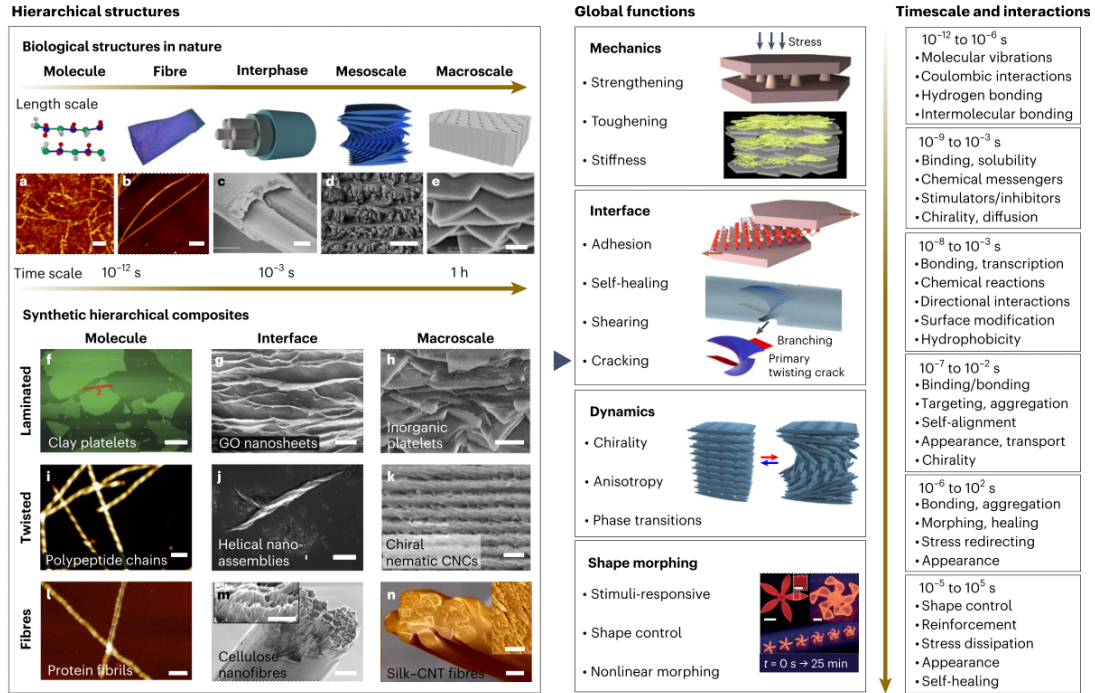 Hierarchical structures
Biological structures in nature
Molecule
Fibre
Interphase
Mesoscale
Macroscale
Length scale
a
b
c
d
e
Time scale
10⁻¹² s
10⁻³ s
1 h
Synthetic hierarchical composites
Molecule
Interface
Macroscale
Laminated
f
2
Clay platelets
g
GO nanosheets
h
Inorganic
platelets
Twisted
i
Polypeptide chains
j
Helical nano-
assemblies
k
Chiral
nematic CNCs
Fibres
l
Protein fibrils
m
Cellulose
nanofibres
n
Silk–CNT fibres
Global functions
Mechanics
• Strengthening
• Toughening
• Stiffness
Stress
Interface
• Adhesion
• Self-healing
• Shearing
• Cracking
Branching
Primary
twisting crack
Dynamics
• Chirality
• Anisotropy
• Phase transitions
Shape morphing
• Stimuli-responsive
• Shape control
• Nonlinear morphing
t = 0 s → 25 min
Timescale and interactions
10⁻¹² to 10⁻⁶ s
• Molecular vibrations
• Coulombic interactions
• Hydrogen bonding
• Intermolecular bonding
10⁻⁹ to 10⁻³ s
• Binding, solubility
• Chemical messengers
• Stimulators/inhibitors
• Chirality, diffusion
10⁻⁸ to 10⁻³ s
• Bonding, transcription
• Chemical reactions
• Directional interactions
• Surface modification
• Hydrophobicity
10⁻⁷ to 10⁻² s
• Binding/bonding
• Targeting, aggregation
• Self-alignment
• Appearance, transport
• Chirality
10⁻⁶ to 10² s
• Bonding, aggregation
• Morphing, healing
• Stress redirecting
• Appearance
10⁻⁵ to 10⁵ s
• Shape control
• Reinforcement
• Stress dissipation
• Appearance
• Self-healing